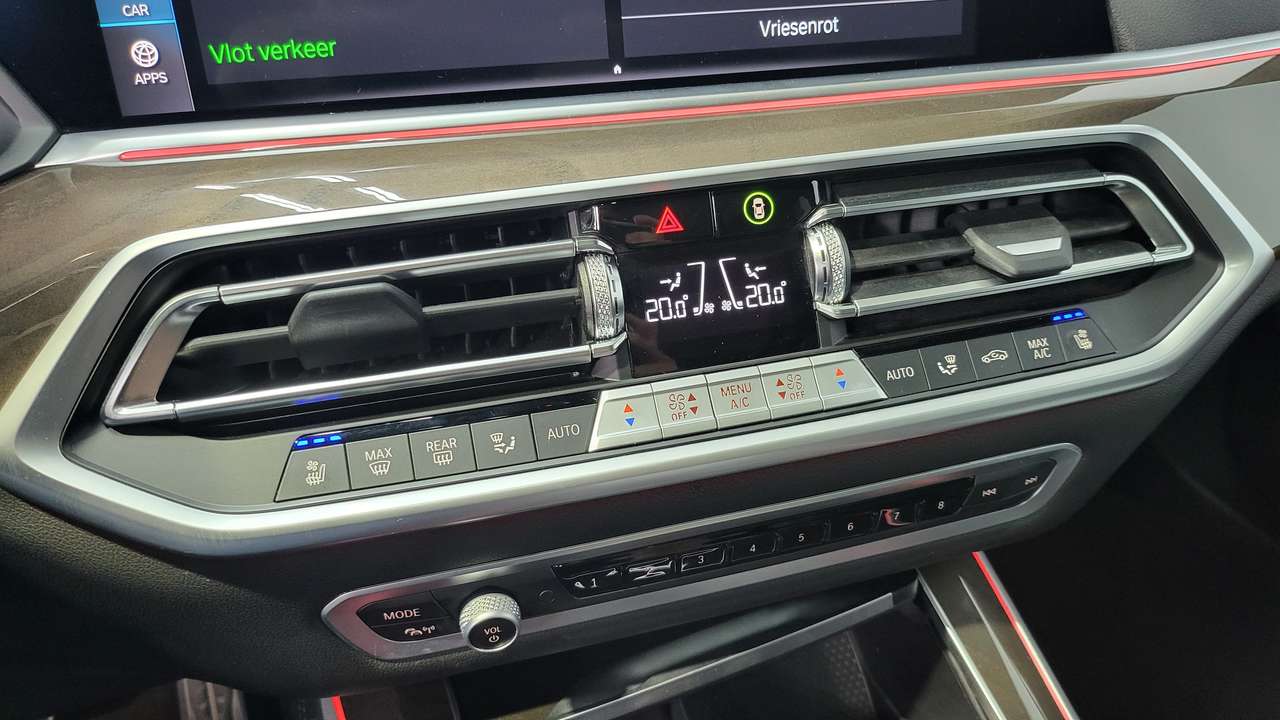 CAR
APPS
Vlot verkeer
Vriesenrot
20.0°
20.0°
MAX
REAR
AUTO
OFF
MENU
A/C
OFF
AUTO
MAX
A/C
MODE
VOL
1
3
4
5
6
7
8